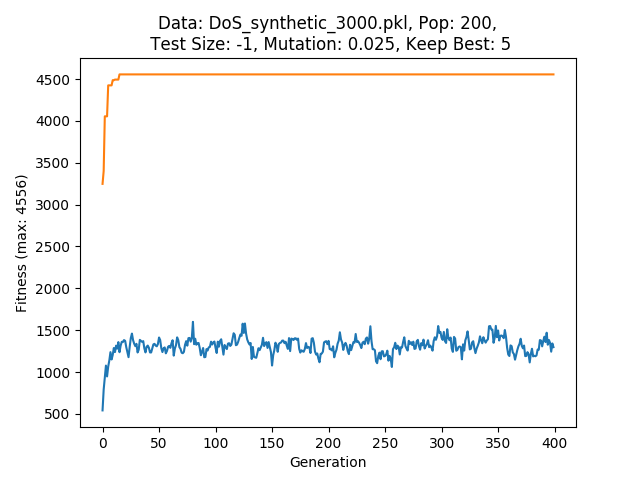 Data: DoS_synthetic_3000.pkl, Pop: 200,
Test Size: -1, Mutation: 0.025, Keep Best: 5
Fitness (max: 4556)
4500
4000
3500
3000
2500
2000
1500
1000
500
0 50 100 150 200 250 300 350 400
Generation